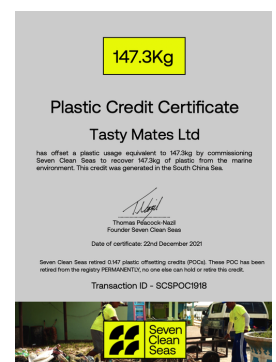 147.3Kg
Plastic Credit Certificate
Tasty Mates Ltd
has offset a plastic usage equivalent to 147.3kg by commissioning
Seven Clean Seas to recover 147.3kg of plastic from the marine
environment. This credit was generated in the South China Sea.
Thomas Peacock-Nazil
Founder Seven Clean Seas
Date of certificate: 22nd December 2021
Seven Clean Seas retired 0.147 plastic offsetting credits (POCs). These POC has been
retired from the registry PERMANENTLY, no one else can hold or retire this credit.
Transaction ID - SCSPOC1918
Seven
Clean
Seas